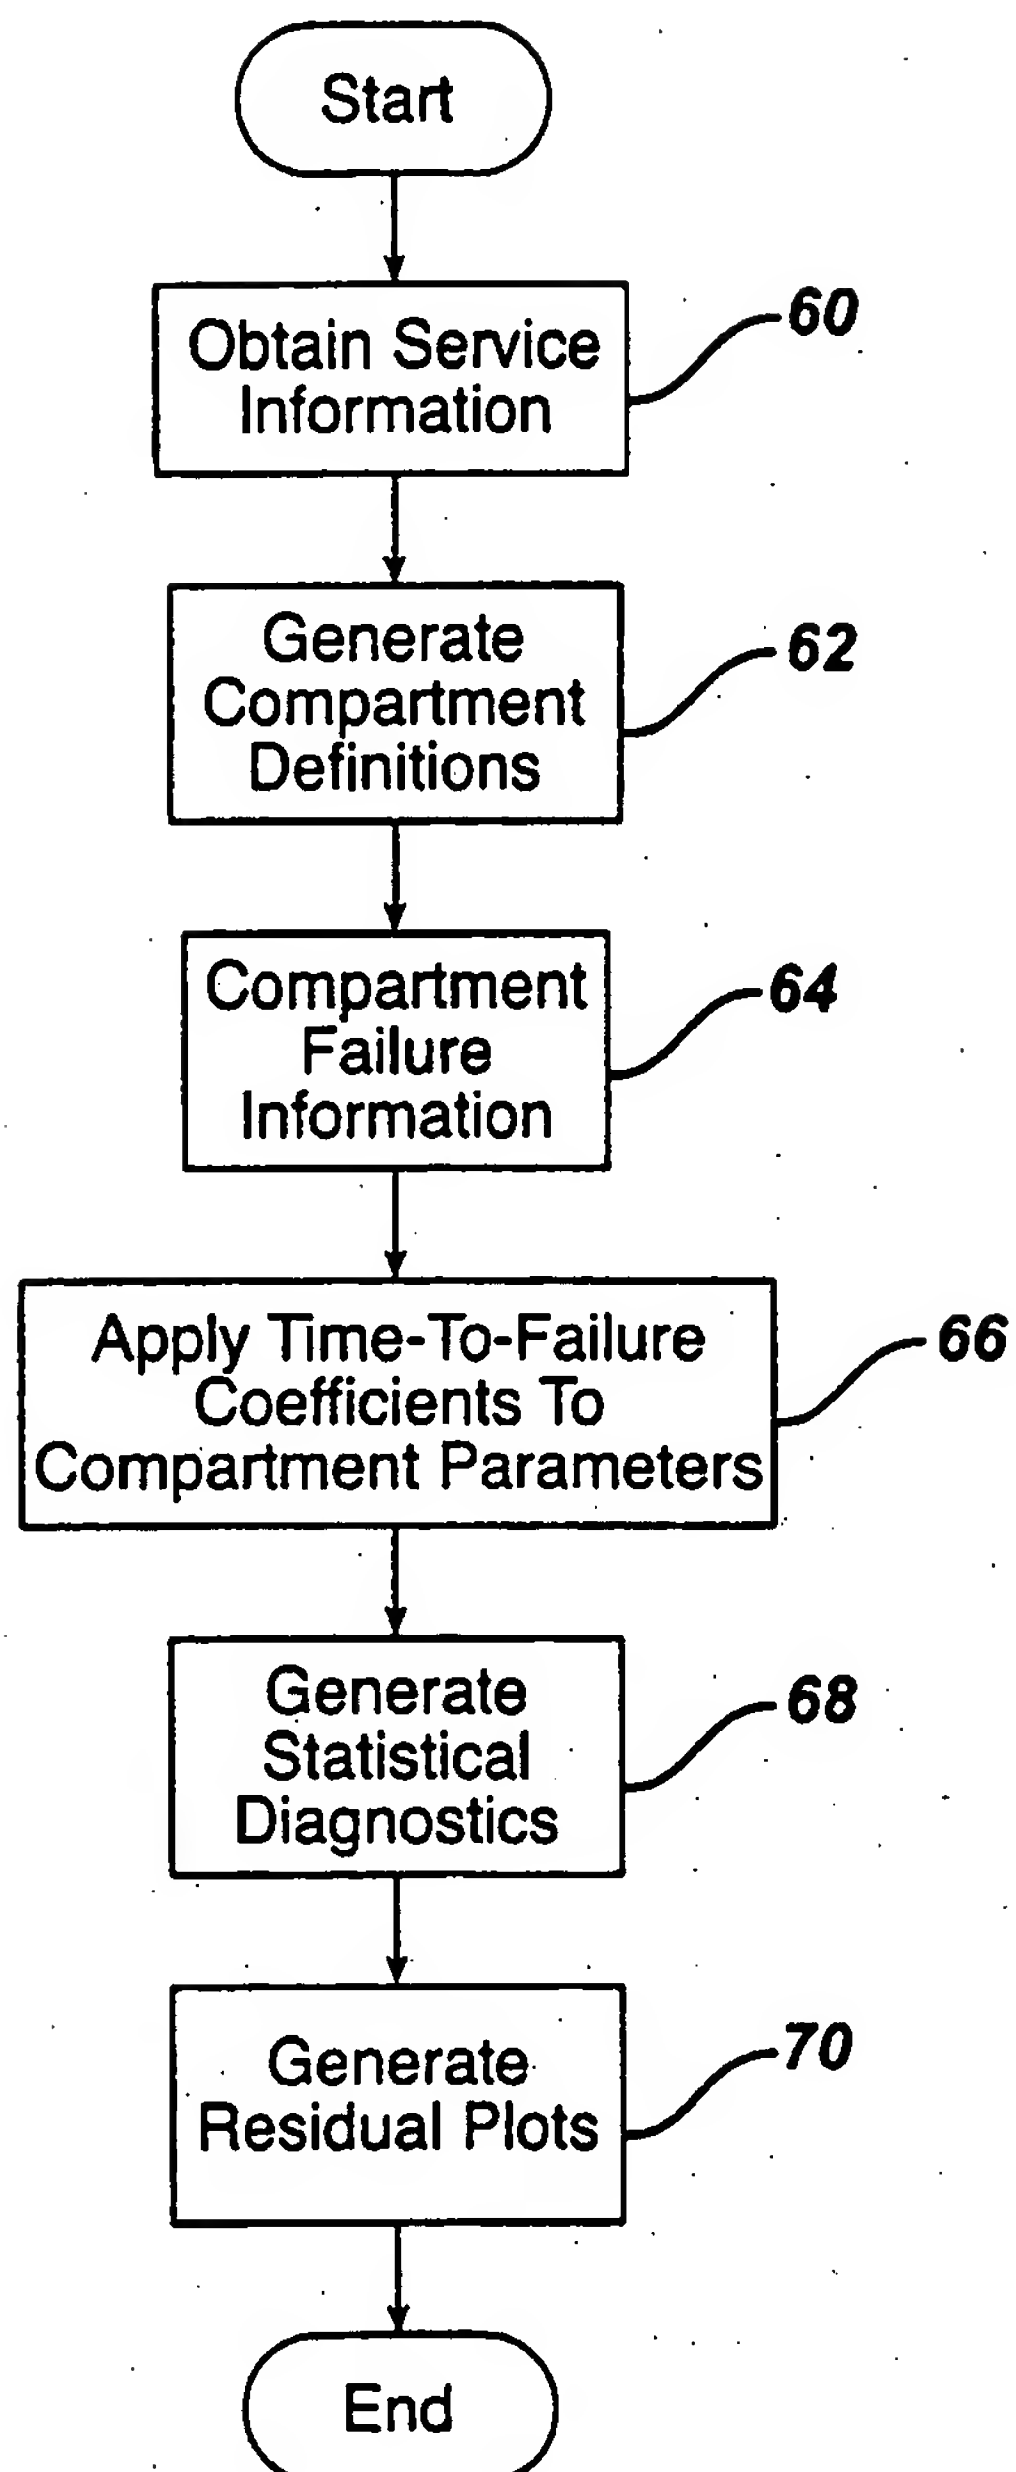 Start
Obtain Service
Information
60
Generate
Compartment
Definitions
62
Compartment
Failure
Information
64
Apply Time-To-Failure
Coefficients To
Compartment Parameters
66
Generate
Statistical
Diagnostics
68
Generate
Residual Plots
70
End